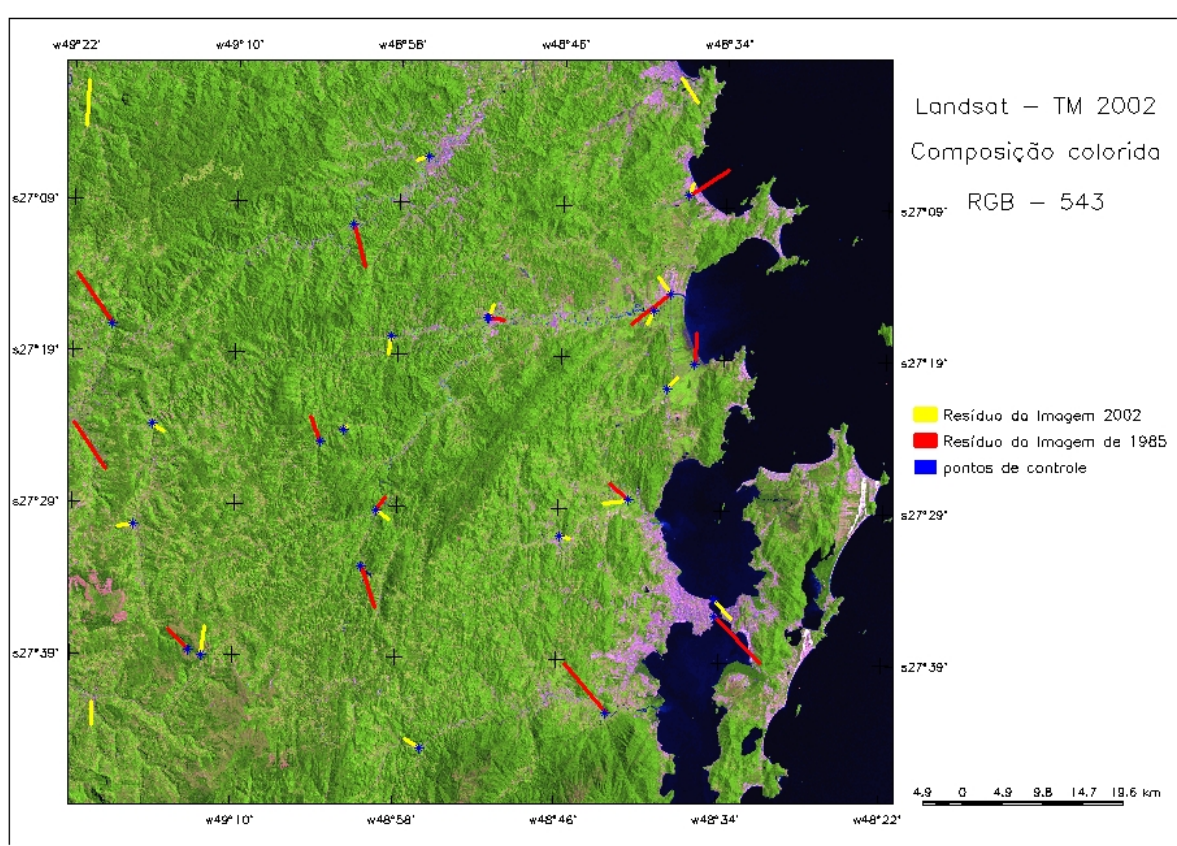 w49°22' w49°10' w48°58' w48°46' w48°34'
Landsat - TM 2002
Composição colorida
RGB - 543
s27°09' s27°09'
s27°19' s27°19'
Resíduo da Imagem 2002
Resíduo da Imagem de 1985
pontos de controle
s27°29' s27°29'
s27°39' s27°39'
4.9 0 4.9 9.8 14.7 19.6 km
w49°10' w48°58' w48°46' w48°34' w48°22'